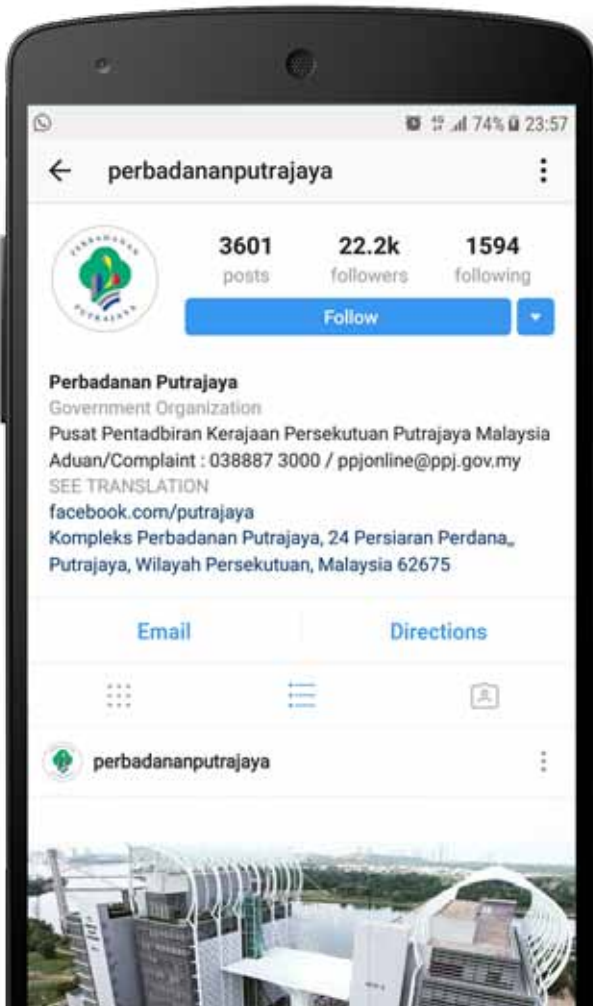 74% 23:57
perbadananputrajaya
PERBADANAN
PUTRAJAYA
3601 22.2k 1594
posts followers following
Follow
Perbadanan Putrajaya
Government Organization
Pusat Pentadbiran Kerajaan Persekutuan Putrajaya Malaysia
Aduan/Complaint : 038887 3000 / ppjonline@ppj.gov.my
SEE TRANSLATION
facebook.com/putrajaya
Kompleks Perbadanan Putrajaya, 24 Persiaran Perdana,,
Putrajaya, Wilayah Persekutuan, Malaysia 62675
Email Directions
perbadananputrajaya